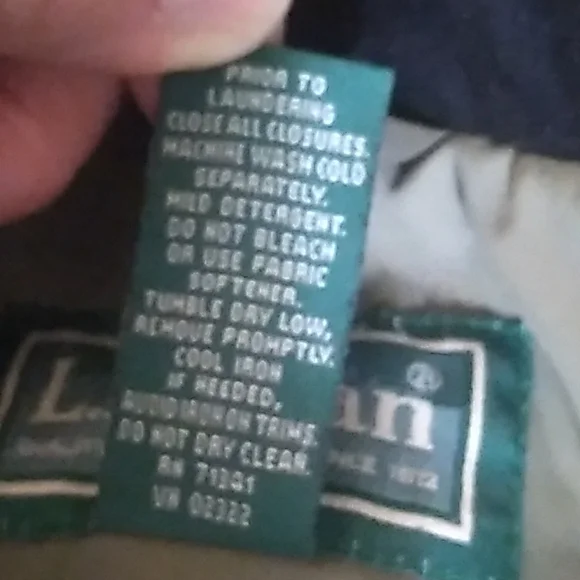 PRIOR TO
LAUNDERING
CLOSE ALL CLOSURES.
MACHINE WASH COLD
SEPARATELY.
MILD DETERGENT.
DO NOT BLEACH
OR USE FABRIC
SOFTENER.
TUMBLE DRY LOW,
REMOVE PROMPTLY.
COOL IRON
IF NEEDED,
AVOID IRON ON TRIMS.
DO NOT DRY CLEAN.
RN 71341
VN 02322
L. an ®